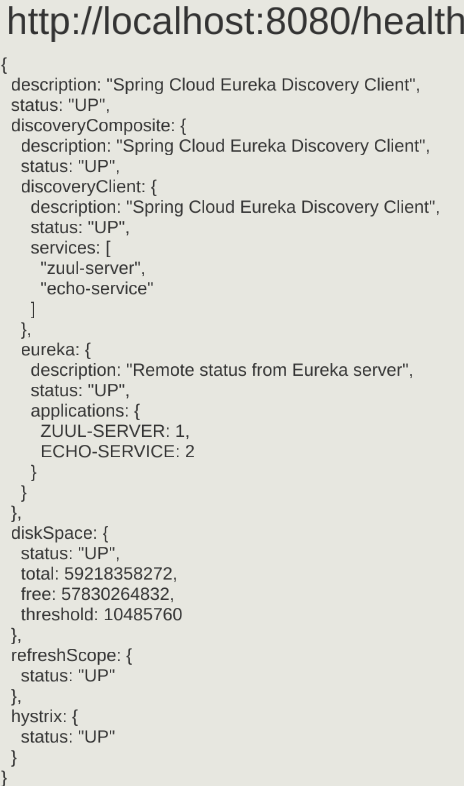 http://localhost:8080/health
{
description: "Spring Cloud Eureka Discovery Client",
status: "UP",
discoveryComposite: {
description: "Spring Cloud Eureka Discovery Client",
status: "UP",
discoveryClient: {
description: "Spring Cloud Eureka Discovery Client",
status: "UP",
services: [
"zuul-server",
"echo-service"
]
},
eureka: {
description: "Remote status from Eureka server",
status: "UP",
applications: {
ZUUL-SERVER: 1,
ECHO-SERVICE: 2
}
}
},
diskSpace: {
status: "UP",
total: 59218358272,
free: 57830264832,
threshold: 10485760
},
refreshScope: {
status: "UP"
},
hystrix: {
status: "UP"
}
}